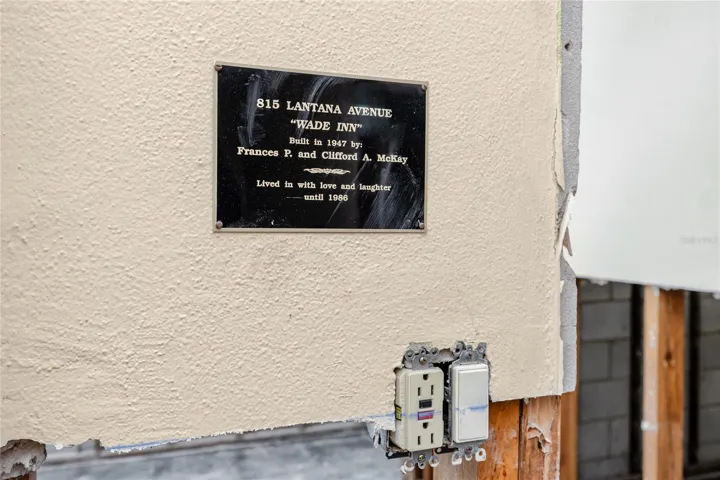 815 LANTANA AVENUE
"WADE INN"
Built in 1947 by:
Frances P. and Clifford A. McKay
Lived in with love and laughter
until 1986